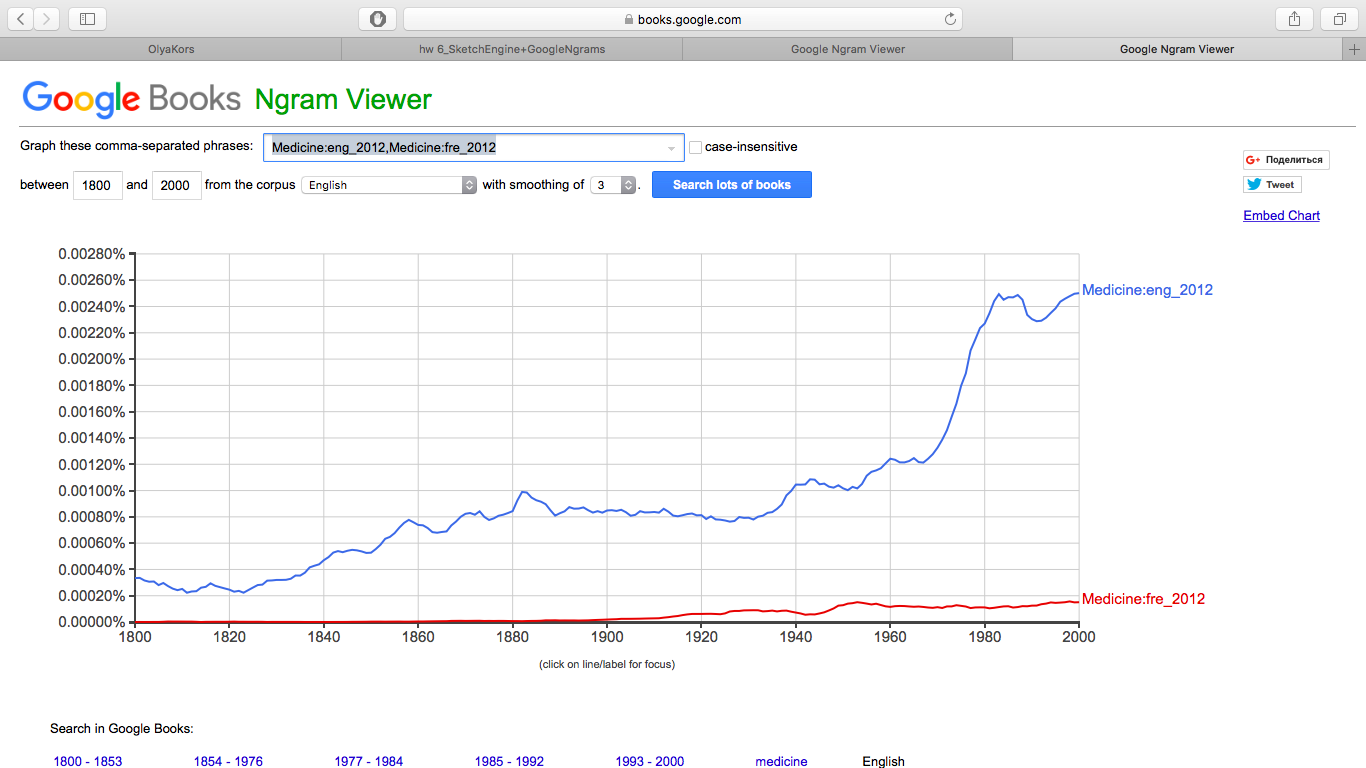 books.google.com
OlyaKors
hw 6_SketchEngine+GoogleNgrams
Google Ngram Viewer
Google Ngram Viewer
Google Books Ngram Viewer
Graph these comma-separated phrases: Medicine:eng_2012,Medicine:fre_2012 case-insensitive
between 1800 and 2000 from the corpus English with smoothing of 3 . Search lots of books
G+ Поделиться
Tweet
Embed Chart
0.00280%
0.00260%
0.00240%
0.00220%
0.00200%
0.00180%
0.00160%
0.00140%
0.00120%
0.00100%
0.00080%
0.00060%
0.00040%
0.00020%
0.00000%
Medicine:eng_2012
Medicine:fre_2012
1800 1820 1840 1860 1880 1900 1920 1940 1960 1980 2000
(click on line/label for focus)
Search in Google Books:
1800 - 1853 1854 - 1976 1977 - 1984 1985 - 1992 1993 - 2000 medicine English